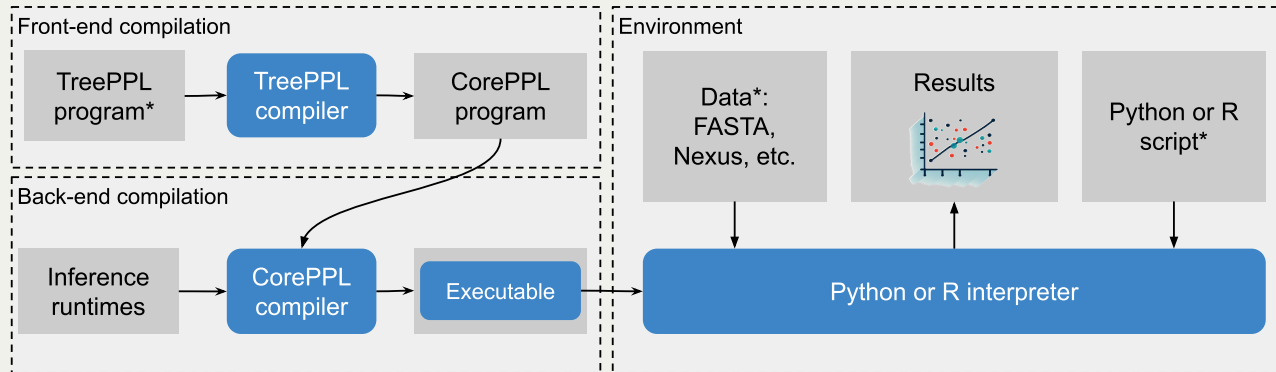 Front-end compilation
TreePPL
program*
TreePPL
compiler
CorePPL
program
Back-end compilation
Inference
runtimes
CorePPL
compiler
Executable
Environment
Data*:
FASTA,
Nexus, etc.
Results
Python or R
script*
Python or R interpreter